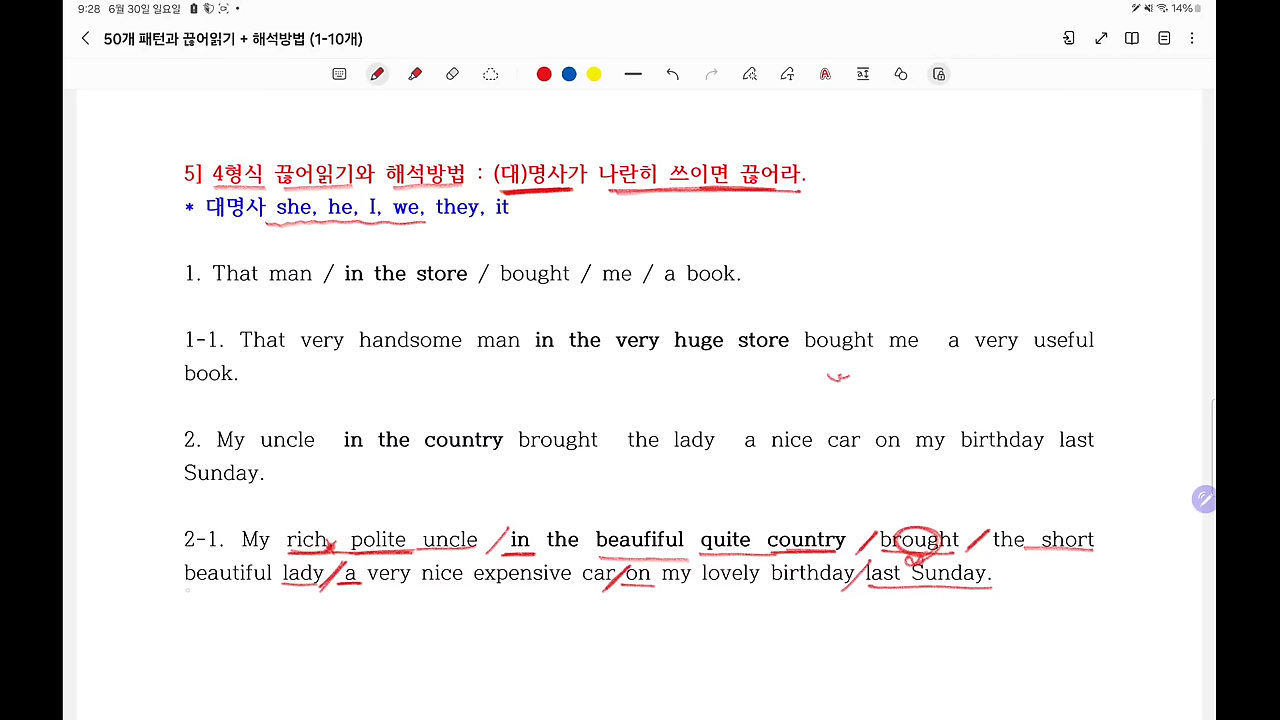 9:28 6월 30일 일요일
14%
50개 패턴과 끊어읽기 + 해석방법 (1-10개)
5] 4형식 끊어읽기와 해석방법 : (대)명사가 나란히 쓰이면 끊어라.
* 대명사 she, he, I, we, they, it
1. That man / in the store / bought / me / a book.
1-1. That very handsome man in the very huge store bought me a very useful
book.
2. My uncle in the country brought the lady a nice car on my birthday last
Sunday.
2-1. My rich, polite uncle / in the beaufiful quite country / brought / the short
beautiful lady / a very nice expensive car / on my lovely birthday / last Sunday.